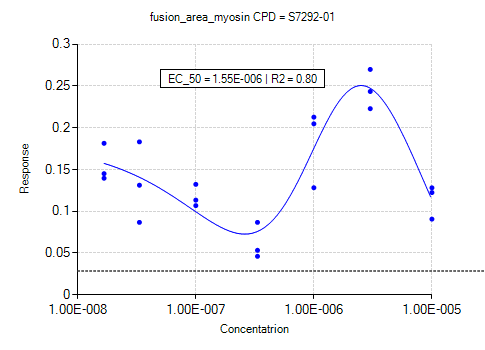 fusion_area_myosin CPD = S7292-01
0.3
EC_50 = 1.55E-006 | R2 = 0.80
0.25
0.2
Response
0.15
0.1
0.05
0
1.00E-008 1.00E-007 1.00E-006 1.00E-005
Concentatrion